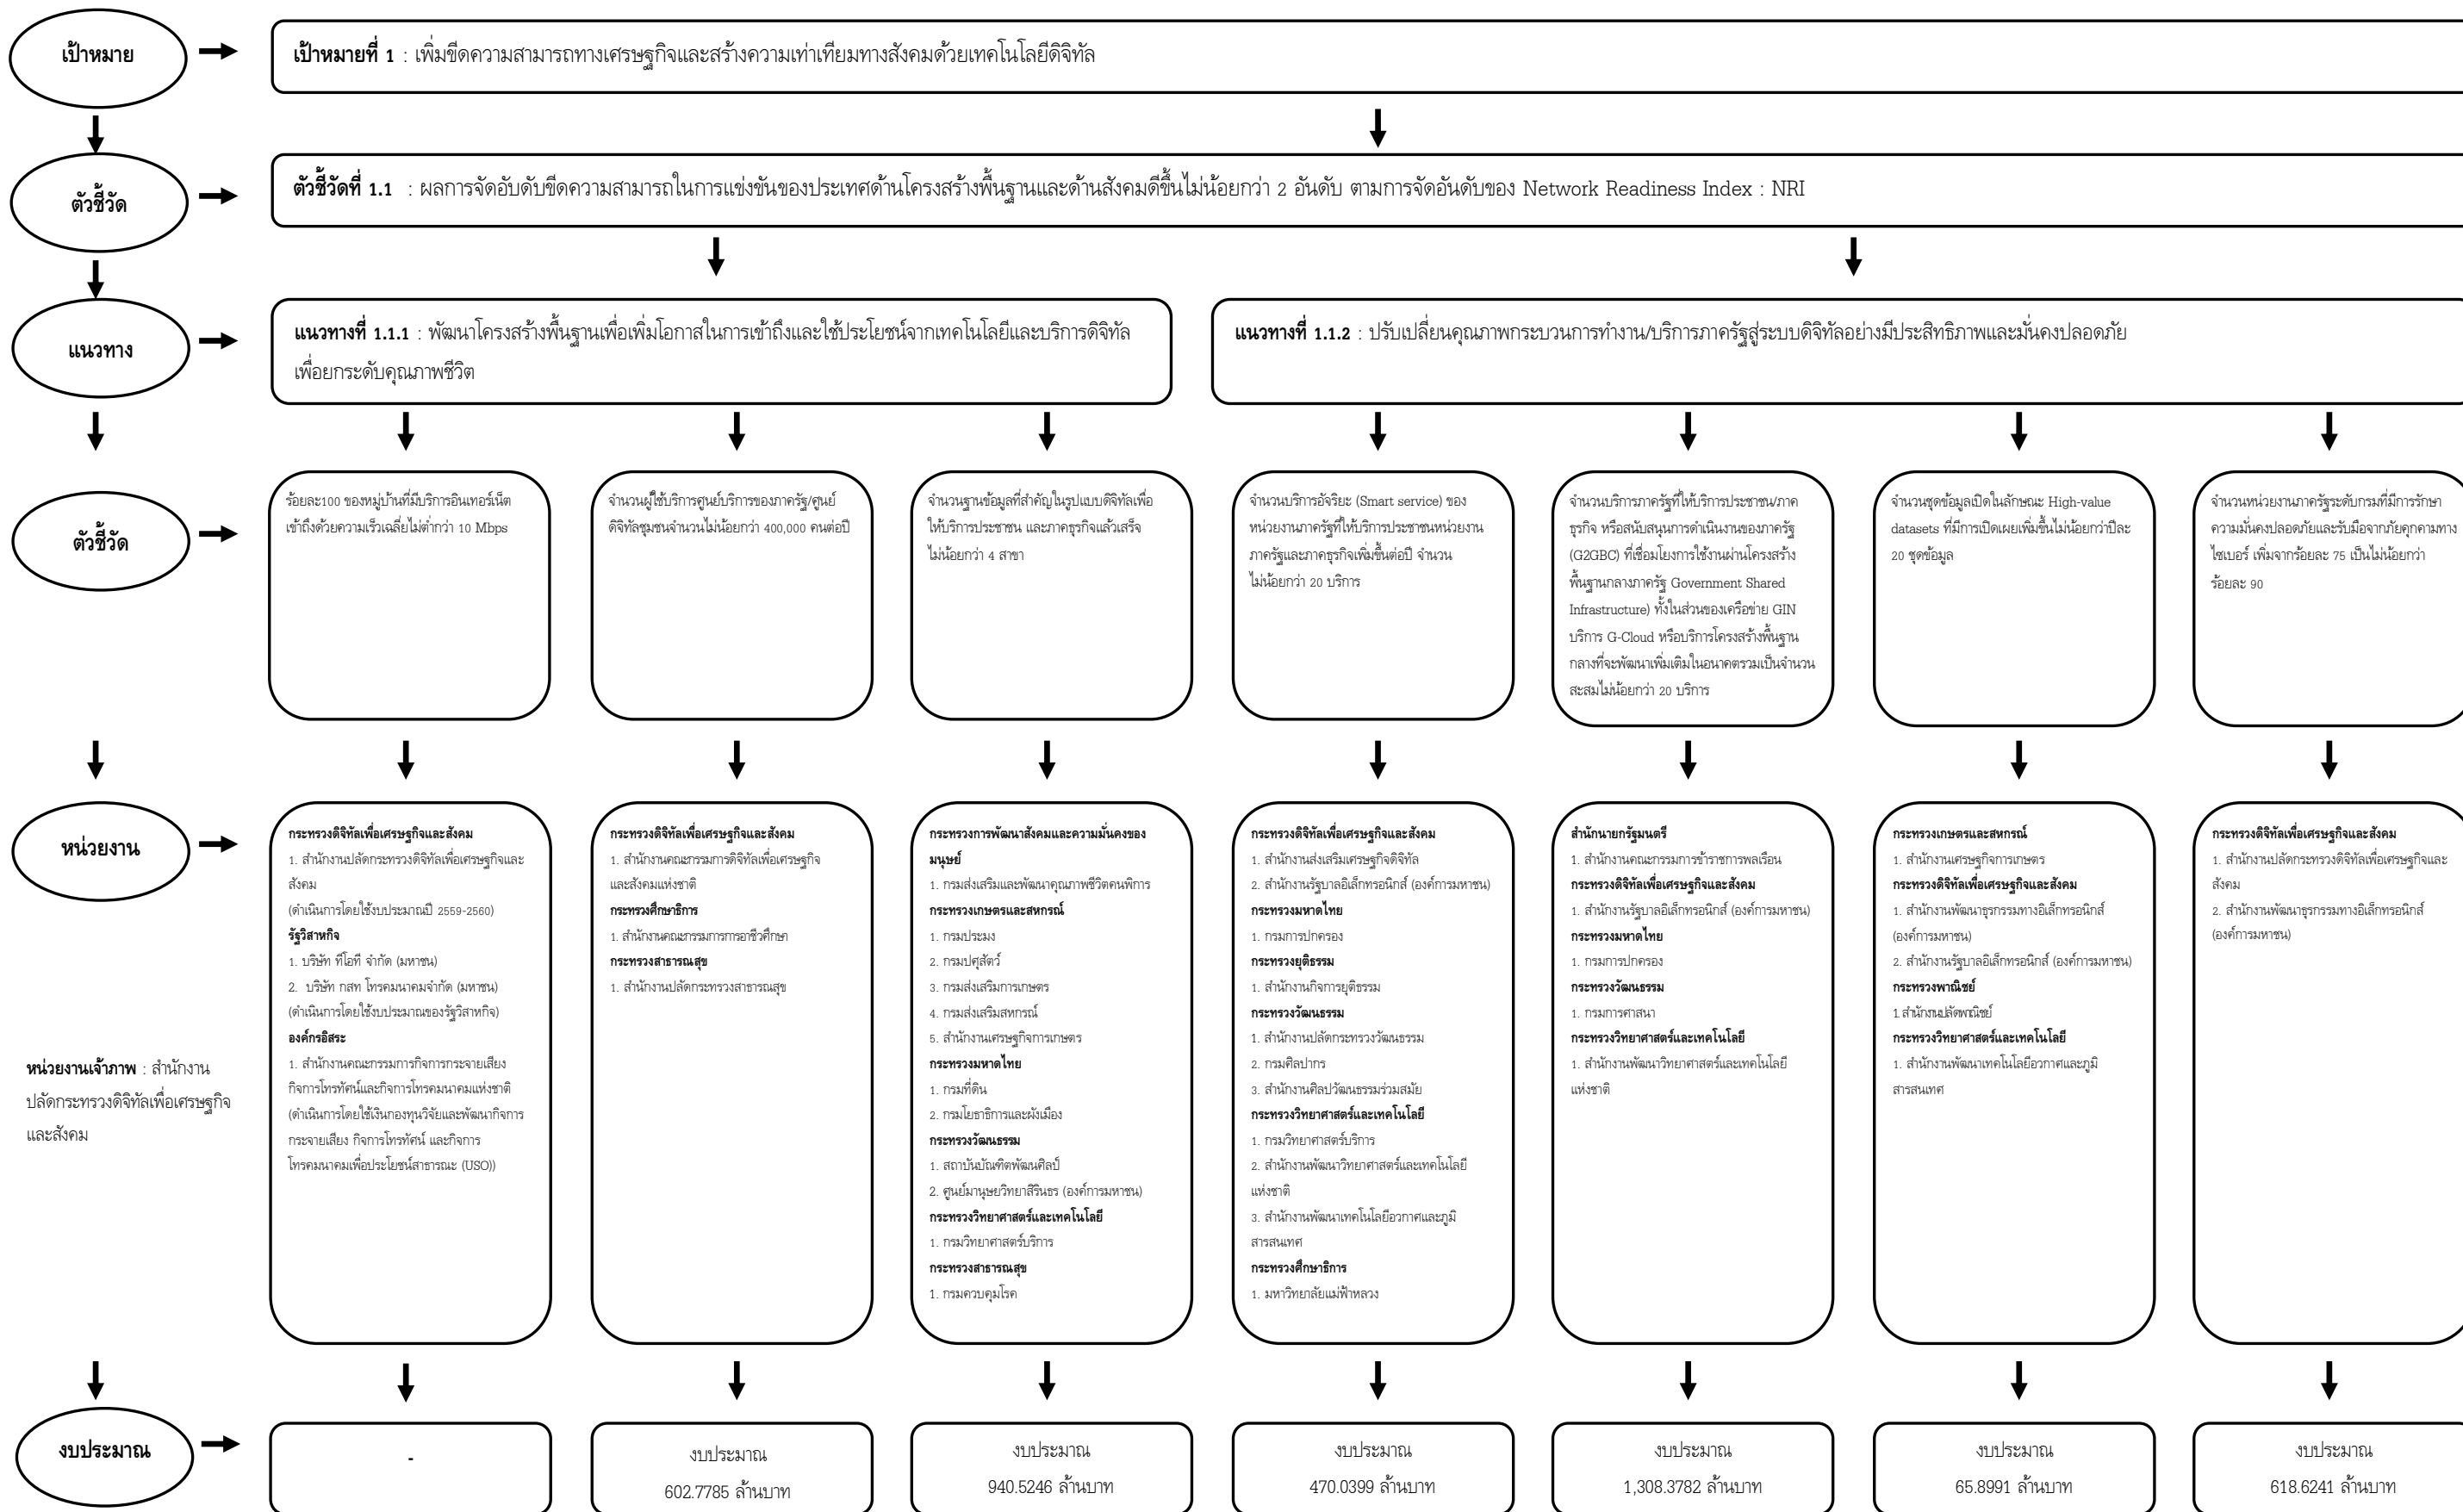 เป้าหมาย
เป้าหมายที่ 1 : เพิ่มขีดความสามารถทางเศรษฐกิจและสร้างความเท่าเทียมทางสังคมด้วยเทคโนโลยีดิจิทัล
ตัวชี้วัด
ตัวชี้วัดที่ 1.1 : ผลการจัดอับดับขีดความสามารถในการแข่งขันของประเทศด้านโครงสร้างพื้นฐานและด้านสังคมดีขึ้นไม่น้อยกว่า 2 อันดับ ตามการจัดอันดับของ Network Readiness Index : NRI
แนวทาง
แนวทางที่ 1.1.1 : พัฒนาโครงสร้างพื้นฐานเพื่อเพิ่มโอกาสในการเข้าถึงและใช้ประโยชน์จากเทคโนโลยีและบริการดิจิทัล
เพื่อยกระดับคุณภาพชีวิต
แนวทางที่ 1.1.2 : ปรับเปลี่ยนคุณภาพกระบวนการทำงาน/บริการภาครัฐสู่ระบบดิจิทัลอย่างมีประสิทธิภาพและมั่นคงปลอดภัย
ตัวชี้วัด
ร้อยละ100 ของหมู่บ้านที่มีบริการอินเทอร์เน็ต
เข้าถึงด้วยความเร็วเฉลี่ยไม่ต่ำกว่า 10 Mbps
จำนวนผู้ใช้บริการศูนย์บริการของภาครัฐ/ศูนย์
ดิจิทัลชุมชนจำนวนไม่น้อยกว่า 400,000 คนต่อปี
จำนวนฐานข้อมูลที่สำคัญในรูปแบบดิจิทัลเพื่อ
ให้บริการประชาชน และภาคธุรกิจแล้วเสร็จ
ไม่น้อยกว่า 4 สาขา
จำนวนบริการอัจริยะ (Smart service) ของ
หน่วยงานภาครัฐที่ให้บริการประชาชนหน่วยงาน
ภาครัฐและภาคธุรกิจเพิ่มขึ้นต่อปี จำนวน
ไม่น้อยกว่า 20 บริการ
จำนวนบริการภาครัฐที่ให้บริการประชาชน/ภาค
ธุรกิจ หรือสนับสนุนการดำเนินงานของภาครัฐ
(G2GBC) ที่เชื่อมโยงการใช้งานผ่านโครงสร้าง
พื้นฐานกลางภาครัฐ Government Shared
Infrastructure) ทั้งในส่วนของเครือข่าย GIN
บริการ G-Cloud หรือบริการโครงสร้างพื้นฐาน
กลางที่จะพัฒนาเพิ่มเติมในอนาคตรวมเป็นจำนวน
สะสมไม่น้อยกว่า 20 บริการ
จำนวนชุดข้อมูลเปิดในลักษณะ High-value
datasets ที่มีการเปิดเผยเพิ่มขึ้นไม่น้อยกว่าปีละ
20 ชุดข้อมูล
จำนวนหน่วยงานภาครัฐระดับกรมที่มีการรักษา
ความมั่นคงปลอดภัยและรับมือจากภัยคุกคามทาง
ไซเบอร์ เพิ่มจากร้อยละ 75 เป็นไม่น้อยกว่า
ร้อยละ 90
หน่วยงาน
หน่วยงานเจ้าภาพ : สำนักงาน
ปลัดกระทรวงดิจิทัลเพื่อเศรษฐกิจ
และสังคม
กระทรวงดิจิทัลเพื่อเศรษฐกิจและสังคม
1. สำนักงานปลัดกระทรวงดิจิทัลเพื่อเศรษฐกิจและ
สังคม
(ดำเนินการโดยใช้งบประมาณปี 2559-2560)
รัฐวิสาหกิจ
1. บริษัท ทีโอที จำกัด (มหาชน)
2. บริษัท กสท โทรคมนาคมจำกัด (มหาชน)
(ดำเนินการโดยใช้งบประมาณของรัฐวิสาหกิจ)
องค์กรอิสระ
1. สำนักงานคณะกรรมการกิจการกระจายเสียง
กิจการโทรทัศน์และกิจการโทรคมนาคมแห่งชาติ
(ดำเนินการโดยใช้เงินกองทุนวิจัยและพัฒนากิจการ
กระจายเสียง กิจการโทรทัศน์ และกิจการ
โทรคมนาคมเพื่อประโยชน์สาธารณะ (USO))
กระทรวงดิจิทัลเพื่อเศรษฐกิจและสังคม
1. สำนักงานคณะกรรมการดิจิทัลเพื่อเศรษฐกิจ
และสังคมแห่งชาติ
กระทรวงศึกษาธิการ
1. สำนักงานคณะกรรมการการอาชีวศึกษา
กระทรวงสาธารณสุข
1. สำนักงานปลัดกระทรวงสาธารณสุข
กระทรวงการพัฒนาสังคมและความมั่นคงของ
มนุษย์
1. กรมส่งเสริมและพัฒนาคุณภาพชีวิตคนพิการ
กระทรวงเกษตรและสหกรณ์
1. กรมประมง
2. กรมปศุสัตว์
3. กรมส่งเสริมการเกษตร
4. กรมส่งเสริมสหกรณ์
5. สำนักงานเศรษฐกิจการเกษตร
กระทรวงมหาดไทย
1. กรมที่ดิน
2. กรมโยธาธิการและผังเมือง
กระทรวงวัฒนธรรม
1. สถาบันบัณฑิตพัฒนศิลป์
2. ศูนย์มานุษยวิทยาสิรินธร (องค์การมหาชน)
กระทรวงวิทยาศาสตร์และเทคโนโลยี
1. กรมวิทยาศาสตร์บริการ
กระทรวงสาธารณสุข
1. กรมควบคุมโรค
กระทรวงดิจิทัลเพื่อเศรษฐกิจและสังคม
1. สำนักงานส่งเสริมเศรษฐกิจดิจิทัล
2. สำนักงานรัฐบาลอิเล็กทรอนิกส์ (องค์การมหาชน)
กระทรวงมหาดไทย
1. กรมการปกครอง
กระทรวงยุติธรรม
1. สำนักงานกิจการยุติธรรม
กระทรวงวัฒนธรรม
1. สำนักงานปลัดกระทรวงวัฒนธรรม
2. กรมศิลปากร
3. สำนักงานศิลปวัฒนธรรมร่วมสมัย
กระทรวงวิทยาศาสตร์และเทคโนโลยี
1. กรมวิทยาศาสตร์บริการ
2. สำนักงานพัฒนาวิทยาศาสตร์และเทคโนโลยี
แห่งชาติ
3. สำนักงานพัฒนาเทคโนโลยีอวกาศและภูมิ
สารสนเทศ
กระทรวงศึกษาธิการ
1. มหาวิทยาลัยแม่ฟ้าหลวง
สำนักนายกรัฐมนตรี
1. สำนักงานคณะกรรมการข้าราชการพลเรือน
กระทรวงดิจิทัลเพื่อเศรษฐกิจและสังคม
1. สำนักงานรัฐบาลอิเล็กทรอนิกส์ (องค์การมหาชน)
กระทรวงมหาดไทย
1. กรมการปกครอง
กระทรวงวัฒนธรรม
1. กรมการศาสนา
กระทรวงวิทยาศาสตร์และเทคโนโลยี
1. สำนักงานพัฒนาวิทยาศาสตร์และเทคโนโลยี
แห่งชาติ
กระทรวงเกษตรและสหกรณ์
1. สำนักงานเศรษฐกิจการเกษตร
กระทรวงดิจิทัลเพื่อเศรษฐกิจและสังคม
1. สำนักงานพัฒนาธุรกรรมทางอิเล็กทรอนิกส์
(องค์การมหาชน)
2. สำนักงานรัฐบาลอิเล็กทรอนิกส์ (องค์การมหาชน)
กระทรวงพาณิชย์
1. สำนักงานปลัดพาณิชย์
กระทรวงวิทยาศาสตร์และเทคโนโลยี
1. สำนักงานพัฒนาเทคโนโลยีอวกาศและภูมิ
สารสนเทศ
กระทรวงดิจิทัลเพื่อเศรษฐกิจและสังคม
1. สำนักงานปลัดกระทรวงดิจิทัลเพื่อเศรษฐกิจและ
สังคม
2. สำนักงานพัฒนาธุรกรรมทางอิเล็กทรอนิกส์
(องค์การมหาชน)
งบประมาณ
-
งบประมาณ
602.7785 ล้านบาท
งบประมาณ
940.5246 ล้านบาท
งบประมาณ
470.0399 ล้านบาท
งบประมาณ
1,308.3782 ล้านบาท
งบประมาณ
65.8991 ล้านบาท
งบประมาณ
618.6241 ล้านบาท